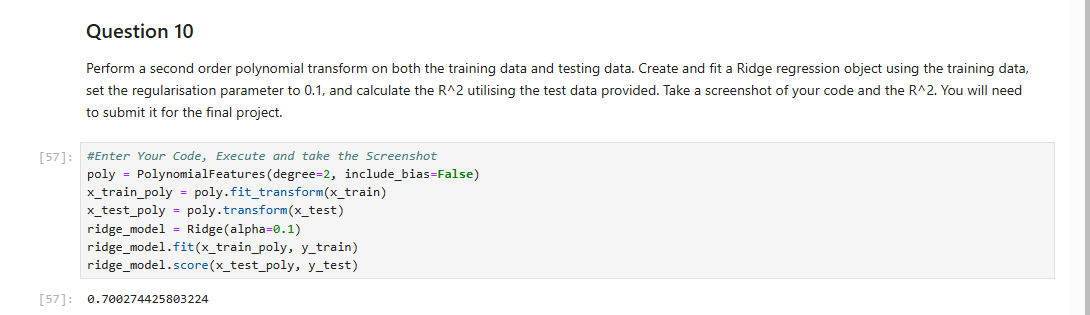 Question 10
Perform a second order polynomial transform on both the training data and testing data. Create and fit a Ridge regression object using the training data,
set the regularisation parameter to 0.1, and calculate the R^2 utilising the test data provided. Take a screenshot of your code and the R^2. You will need
to submit it for the final project.
[57]: #Enter Your Code, Execute and take the Screenshot
poly = PolynomialFeatures(degree=2, include_bias=False)
x_train_poly = poly.fit_transform(x_train)
x_test_poly = poly.transform(x_test)
ridge_model = Ridge(alpha=0.1)
ridge_model.fit(x_train_poly, y_train)
ridge_model.score(x_test_poly, y_test)
[57]: 0.700274425803224